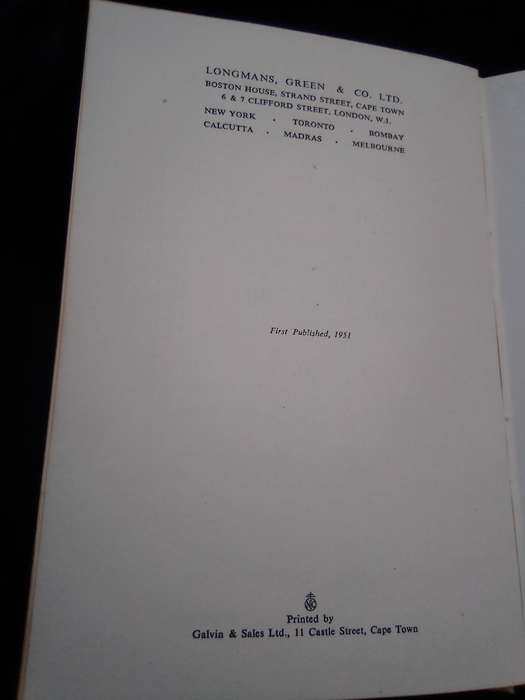 LONGMANS, GREEN & CO. LTD.
BOSTON HOUSE, STRAND STREET, CAPE TOWN
6 & 7 CLIFFORD STREET, LONDON, W.1.
NEW YORK · TORONTO · BOMBAY
CALCUTTA · MADRAS · MELBOURNE
First Published, 1951
Printed by
Galvin & Sales Ltd., 11 Castle Street, Cape Town